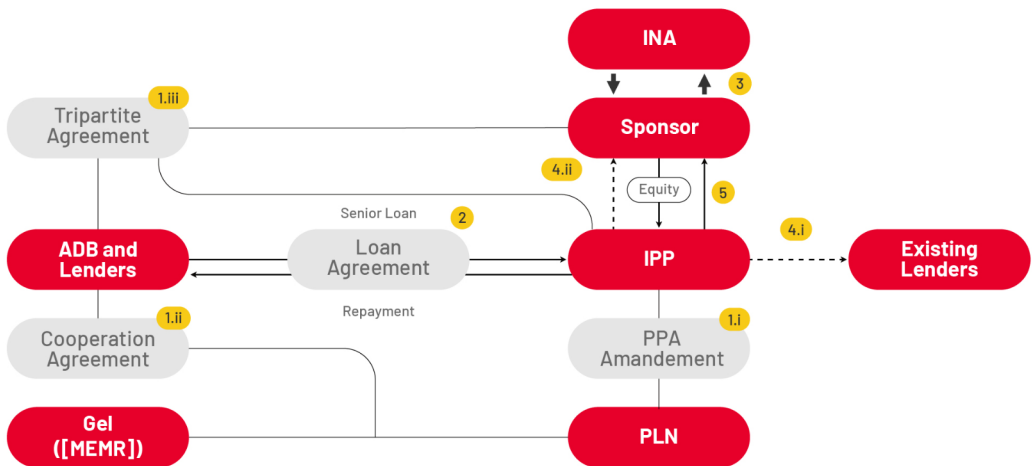 INA
3
1.iii
Tripartite
Agreement
Sponsor
4.ii
Equity
5
Senior Loan
2
4.i
ADB and
Lenders
Loan
Agreement
IPP
Existing
Lenders
Repayment
1.ii
1.i
Cooperation
Agreement
PPA
Amandement
GeI
([MEMR])
PLN